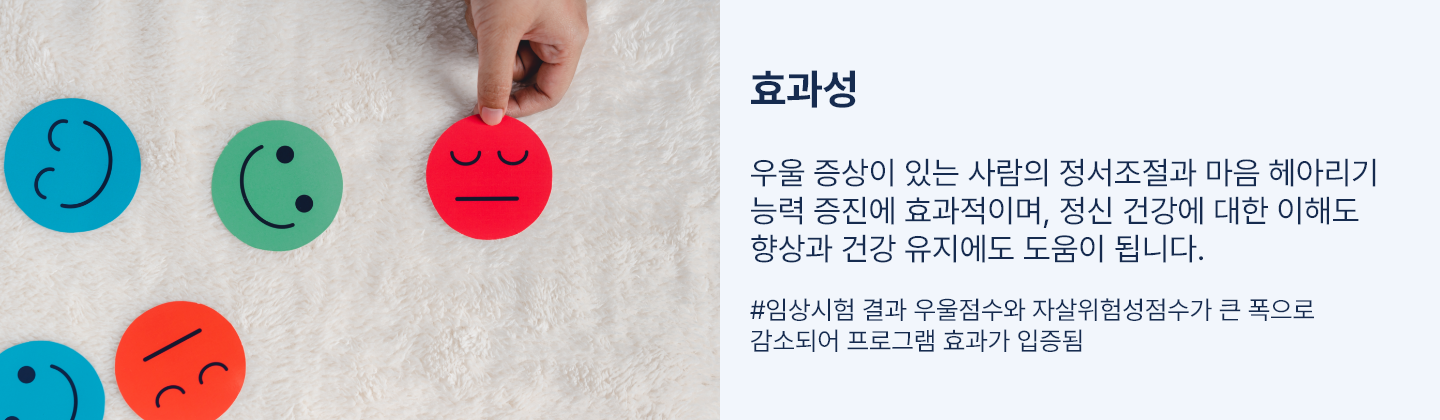 효과성
우울 증상이 있는 사람의 정서조절과 마음 헤아리기
능력 증진에 효과적이며, 정신 건강에 대한 이해도
향상과 건강 유지에도 도움이 됩니다.
#임상시험 결과 우울점수와 자살위험성점수가 큰 폭으로
감소되어 프로그램 효과가 입증됨